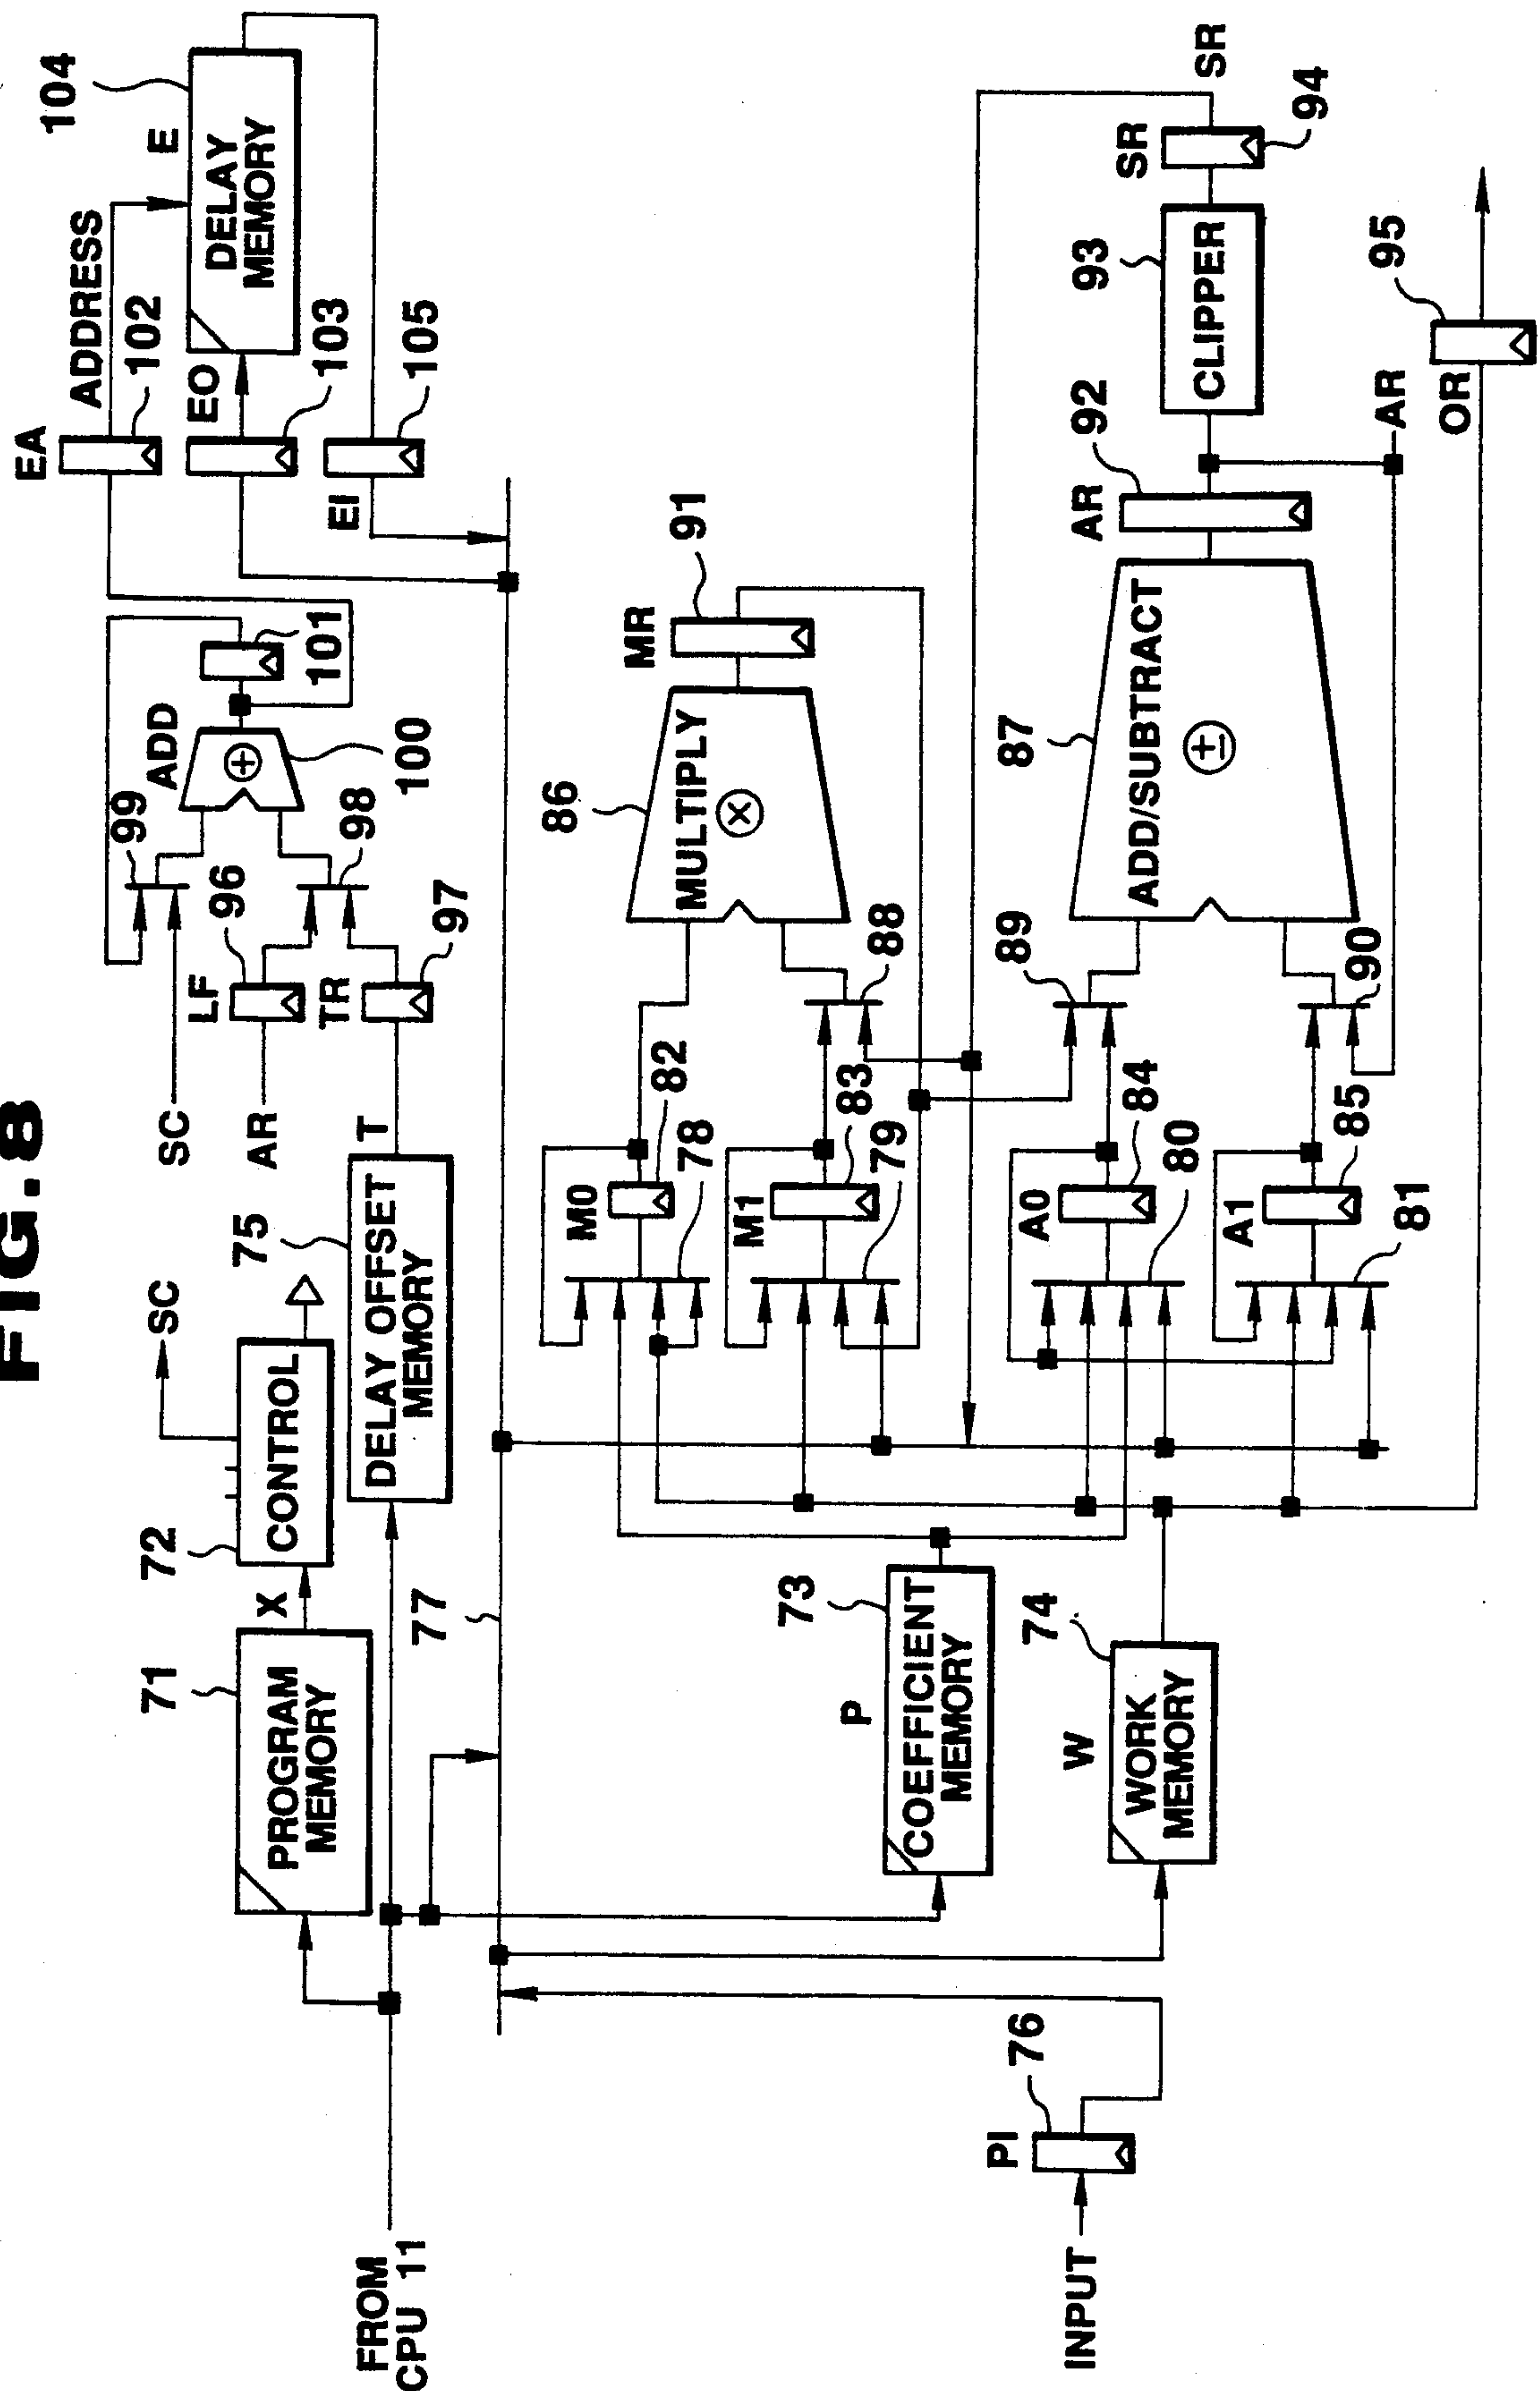 FIG.8
FROM
CPU 11
71
PROGRAM
MEMORY
X
72
CONTROL
SC
75
DELAY OFFSET
MEMORY
T
SC
AR
LF
96
TR
97
99
98
ADD
100
101
EA
102
ADDRESS
EO
103
EI
105
104
E
DELAY
MEMORY
77
M0
82
78
M1
83
79
86
MULTIPLY
88
MR
91
INPUT
PI
76
73
P
COEFFICIENT
MEMORY
74
W
WORK
MEMORY
A0
84
80
A1
85
81
89
90
87
ADD/SUBTRACT
AR
92
93
CLIPPER
SR
94
SR
AR
OR
95